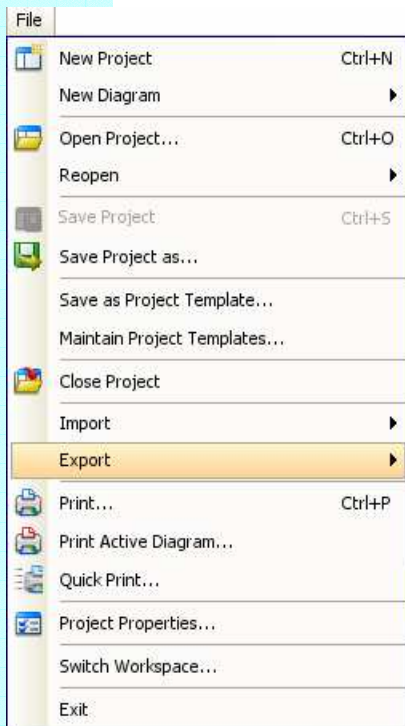 File
New Project Ctrl+N
New Diagram
Open Project... Ctrl+O
Reopen
Save Project Ctrl+S
Save Project as...
Save as Project Template...
Maintain Project Templates...
Close Project
Import
Export
Print... Ctrl+P
Print Active Diagram...
Quick Print...
Project Properties...
Switch Workspace...
Exit